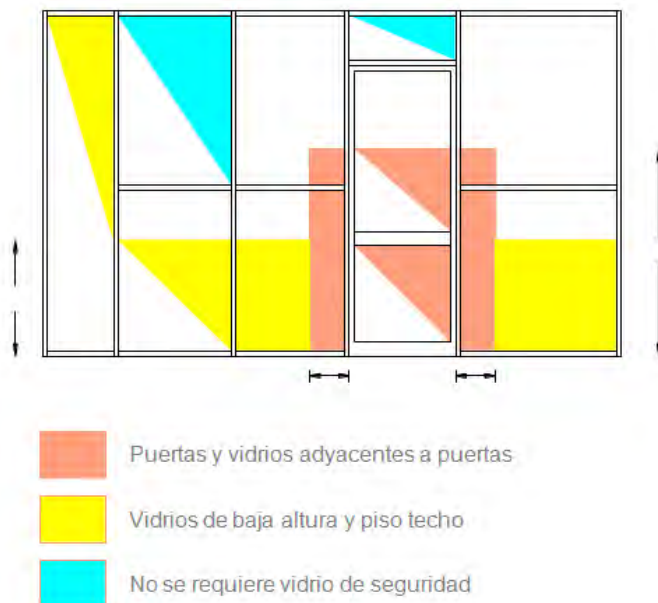 Puertas y vidrios adyacentes a puertas
Vidrios de baja altura y piso techo
No se requiere vidrio de seguridad